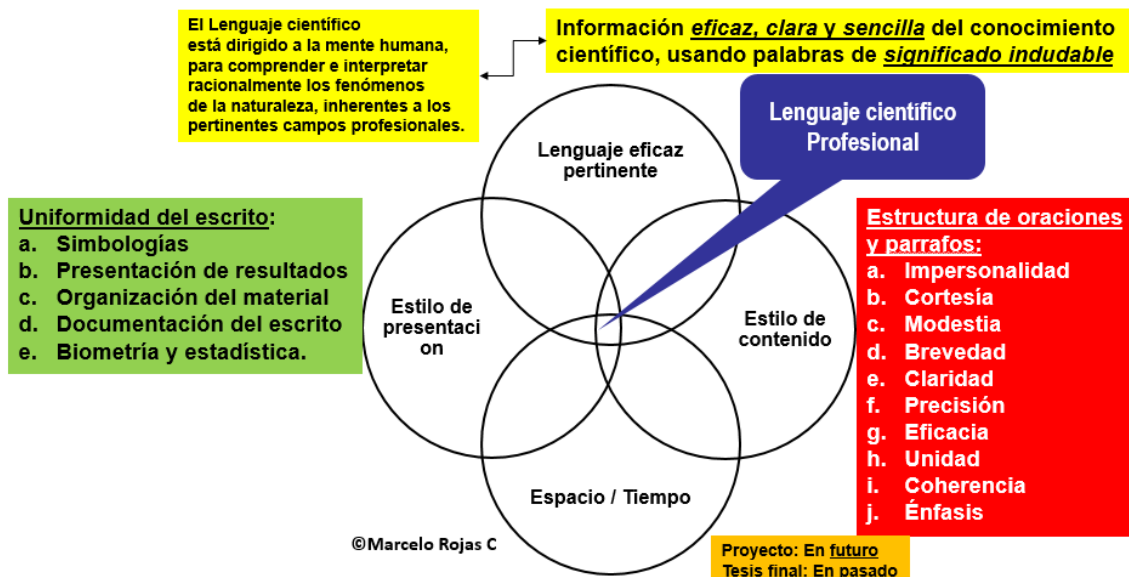 El Lenguaje científico
está dirigido a la mente humana,
para comprender e interpretar
racionalmente los fenómenos
de la naturaleza, inherentes a los
pertinentes campos profesionales.
Información eficaz, clara y sencilla del conocimiento
científico, usando palabras de significado indudable
Lenguaje científico
Profesional
Lenguaje eficaz
pertinente
Uniformidad del escrito:
a. Simbologías
b. Presentación de resultados
c. Organización del material
d. Documentación del escrito
e. Biometría y estadística.
Estilo de
presentaci
on
Estilo de
contenido
Estructura de oraciones
y parrafos:
a. Impersonalidad
b. Cortesía
c. Modestia
d. Brevedad
e. Claridad
f. Precisión
g. Eficacia
h. Unidad
i. Coherencia
j. Énfasis
Espacio / Tiempo
©Marcelo Rojas C
Proyecto: En futuro
Tesis final: En pasado